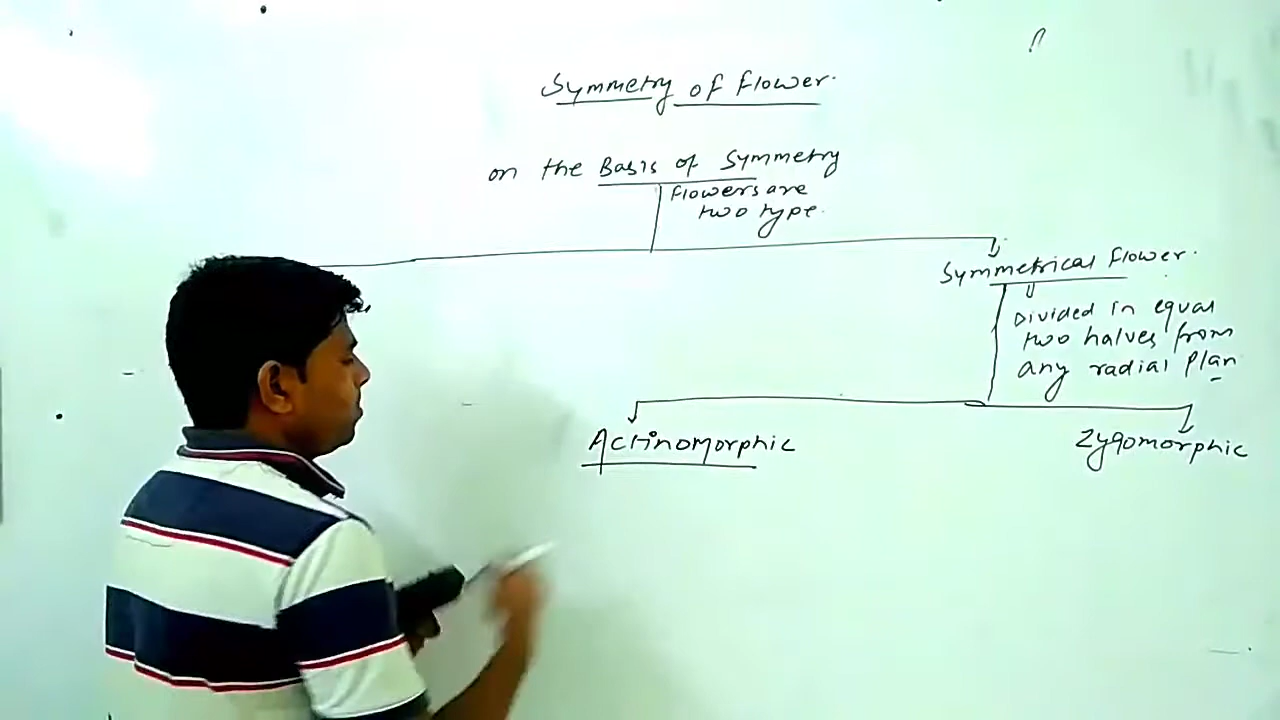 Symmetry of flower.
on the Basis of Symmetry
flowers are
two type.
Symmetrical flower.
Divided in equal
two halves from
any radial plan
Actinomorphic
Zygomorphic